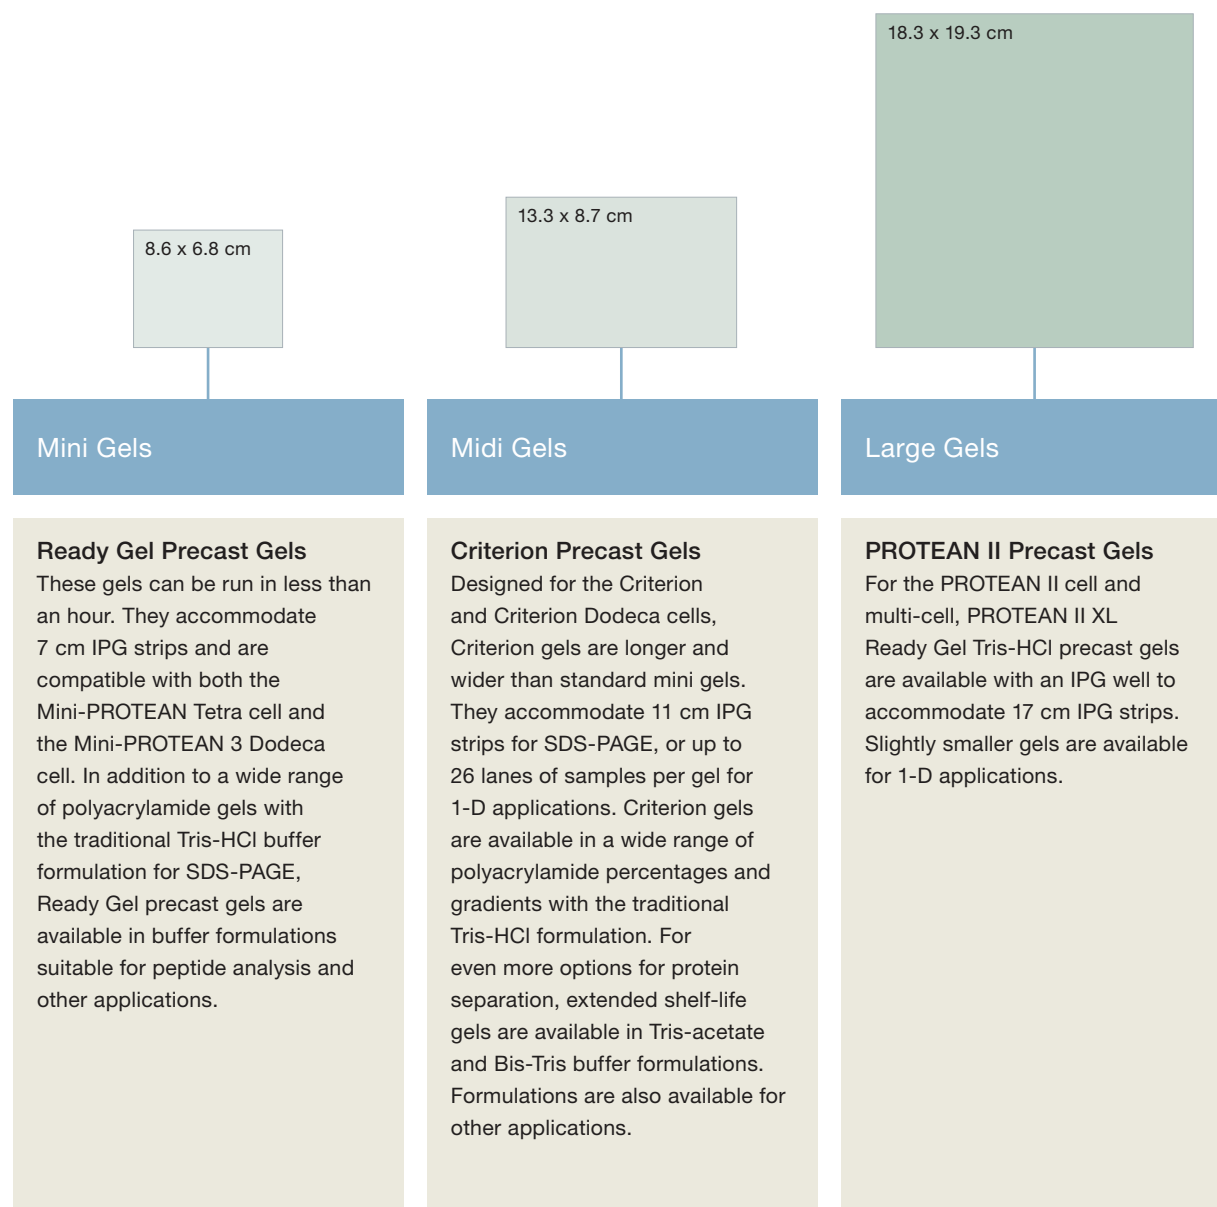 8.6 x 6.8 cm
13.3 x 8.7 cm
18.3 x 19.3 cm
Mini Gels
Ready Gel Precast Gels
These gels can be run in less than
an hour. They accommodate
7 cm IPG strips and are
compatible with both the
Mini-PROTEAN Tetra cell and
the Mini-PROTEAN 3 Dodeca
cell. In addition to a wide range
of polyacrylamide gels with
the traditional Tris-HCl buffer
formulation for SDS-PAGE,
Ready Gel precast gels are
available in buffer formulations
suitable for peptide analysis and
other applications.
Midi Gels
Criterion Precast Gels
Designed for the Criterion
and Criterion Dodeca cells,
Criterion gels are longer and
wider than standard mini gels.
They accommodate 11 cm IPG
strips for SDS-PAGE, or up to
26 lanes of samples per gel for
1-D applications. Criterion gels
are available in a wide range of
polyacrylamide percentages and
gradients with the traditional
Tris-HCl formulation. For
even more options for protein
separation, extended shelf-life
gels are available in Tris-acetate
and Bis-Tris buffer formulations.
Formulations are also available for
other applications.
Large Gels
PROTEAN II Precast Gels
For the PROTEAN II cell and
multi-cell, PROTEAN II XL
Ready Gel Tris-HCl precast gels
are available with an IPG well to
accommodate 17 cm IPG strips.
Slightly smaller gels are available
for 1-D applications.